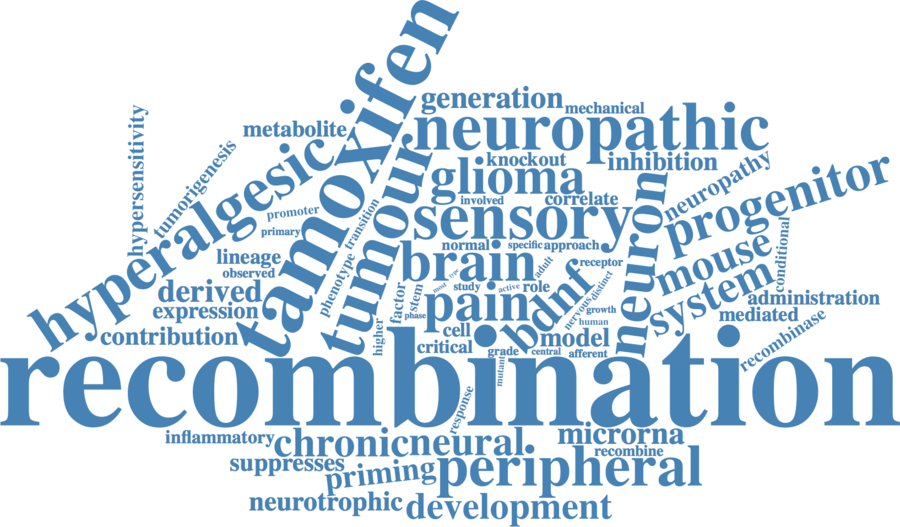 tamoxifen
generation
mechanical
hypersensitivity
metabolite
neuropathic
tumorigenesis
hyperalgesic
tumour
knockout
inhibition
neuropathy
glioma
progenitor
promoter
transition
involved
correlate
primary
sensory
neuron
normal
specific
approach
conditional
lineage
observed
brain
adult
receptor
mouse
phenotype
derived
expression
factor
stem
most
type
study
active
role
distinct
system
administration
contribution
phase
pain
bdnf
nervous
growth
human
mediated
higher
cell
critical
model
recombinase
grade
central
afferent
mutant
recombination
response
inflammatory
chronic
neural
microrna
recombine
suppresses
priming
peripheral
neurotrophic
development